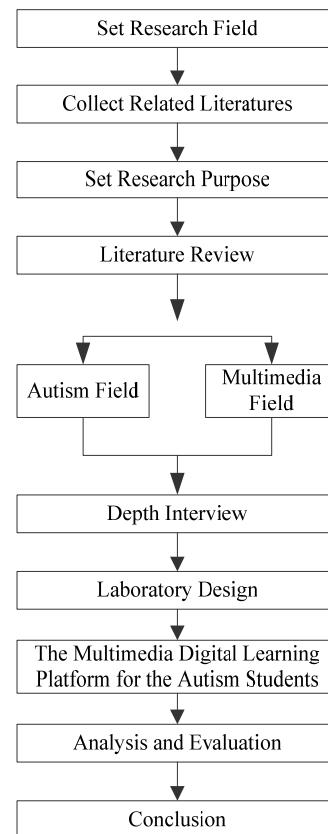 Set Research Field
Collect Related Literatures
Set Research Purpose
Literature Review
Autism Field
Multimedia
Field
Depth Interview
Laboratory Design
The Multimedia Digital Learning
Platform for the Autism Students
Analysis and Evaluation
Conclusion